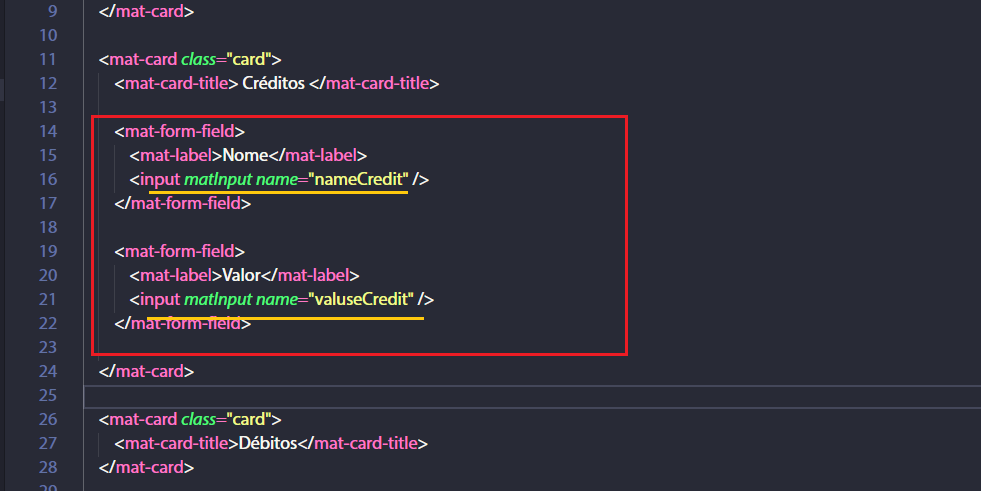 9 </mat-card>
10
11 <mat-card class="card">
12 <mat-card-title> Créditos </mat-card-title>
13
14 <mat-form-field>
15 <mat-label>Nome</mat-label>
16 <input matInput name="nameCredit" />
17 </mat-form-field>
18
19 <mat-form-field>
20 <mat-label>Valor</mat-label>
21 <input matInput name="valuseCredit" />
22 </mat-form-field>
23
24 </mat-card>
25
26 <mat-card class="card">
27 <mat-card-title>Débitos</mat-card-title>
28 </mat-card>
29